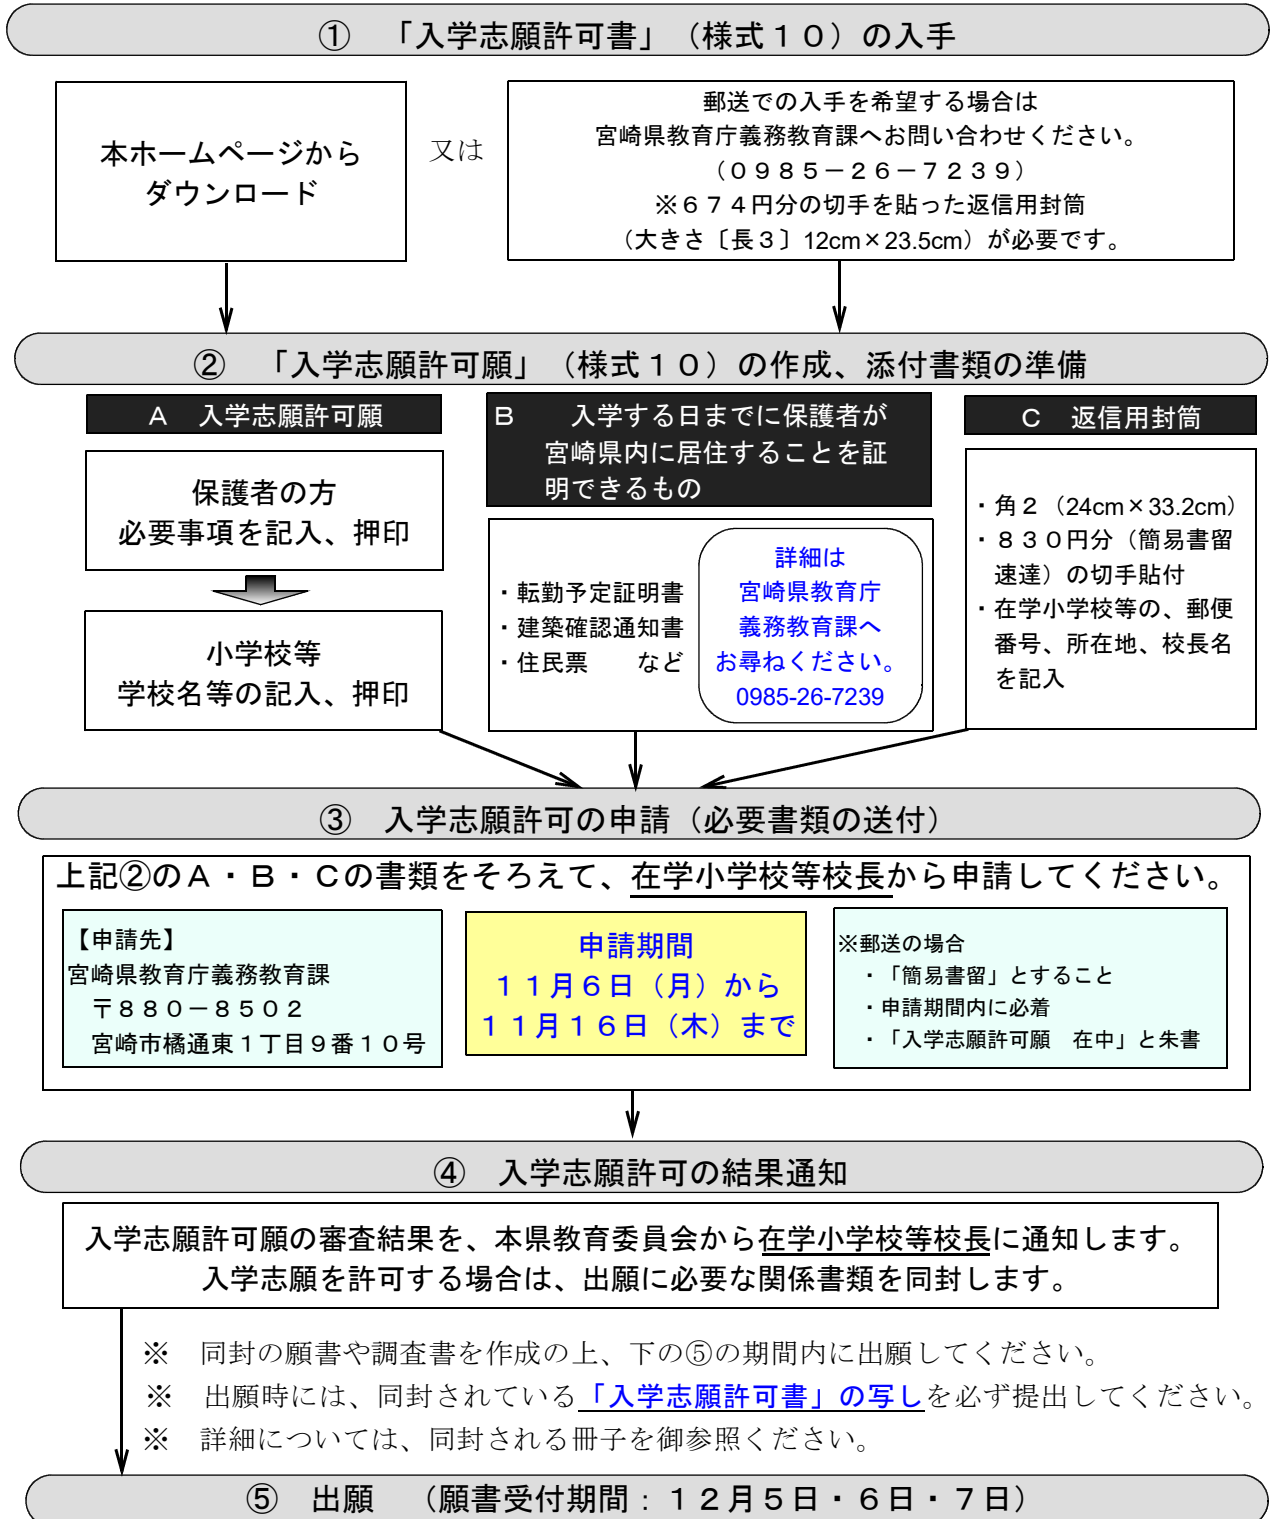 ① 「入学志願許可書」（様式１０）の入手
本ホームページから
ダウンロード
又は
郵送での入手を希望する場合は
宮崎県教育庁義務教育課へお問い合わせください。
（０９８５－２６－７２３９）
※６７４円分の切手を貼った返信用封筒
（大きさ〔長３〕12cm×23.5cm）が必要です。
② 「入学志願許可願」（様式１０）の作成、添付書類の準備
Ａ 入学志願許可願
保護者の方
必要事項を記入、押印
小学校等
学校名等の記入、押印
Ｂ 入学する日までに保護者が
宮崎県内に居住することを証
明できるもの
・転勤予定証明書
・建築確認通知書
・住民票 など
詳細は
宮崎県教育庁
義務教育課へ
お尋ねください。
0985-26-7239
Ｃ 返信用封筒
・角２（24cm×33.2cm）
・８３０円分（簡易書留
速達）の切手貼付
・在学小学校等の、郵便
番号、所在地、校長名
を記入
③ 入学志願許可の申請（必要書類の送付）
上記②のＡ・Ｂ・Ｃの書類をそろえて、在学小学校等校長から申請してください。
【申請先】
宮崎県教育庁義務教育課
〒８８０－８５０２
宮崎市橘通東１丁目９番１０号
申請期間
１１月６日（月）から
１１月１６日（木）まで
※郵送の場合
・「簡易書留」とすること
・申請期間内に必着
・「入学志願許可願 在中」と朱書
④ 入学志願許可の結果通知
入学志願許可願の審査結果を、本県教育委員会から在学小学校等校長に通知します。
入学志願を許可する場合は、出願に必要な関係書類を同封します。
※ 同封の願書や調査書を作成の上、下の⑤の期間内に出願してください。
※ 出願時には、同封されている「入学志願許可書」の写しを必ず提出してください。
※ 詳細については、同封される冊子を御参照ください。
⑤ 出願 （願書受付期間：１２月５日・６日・７日）